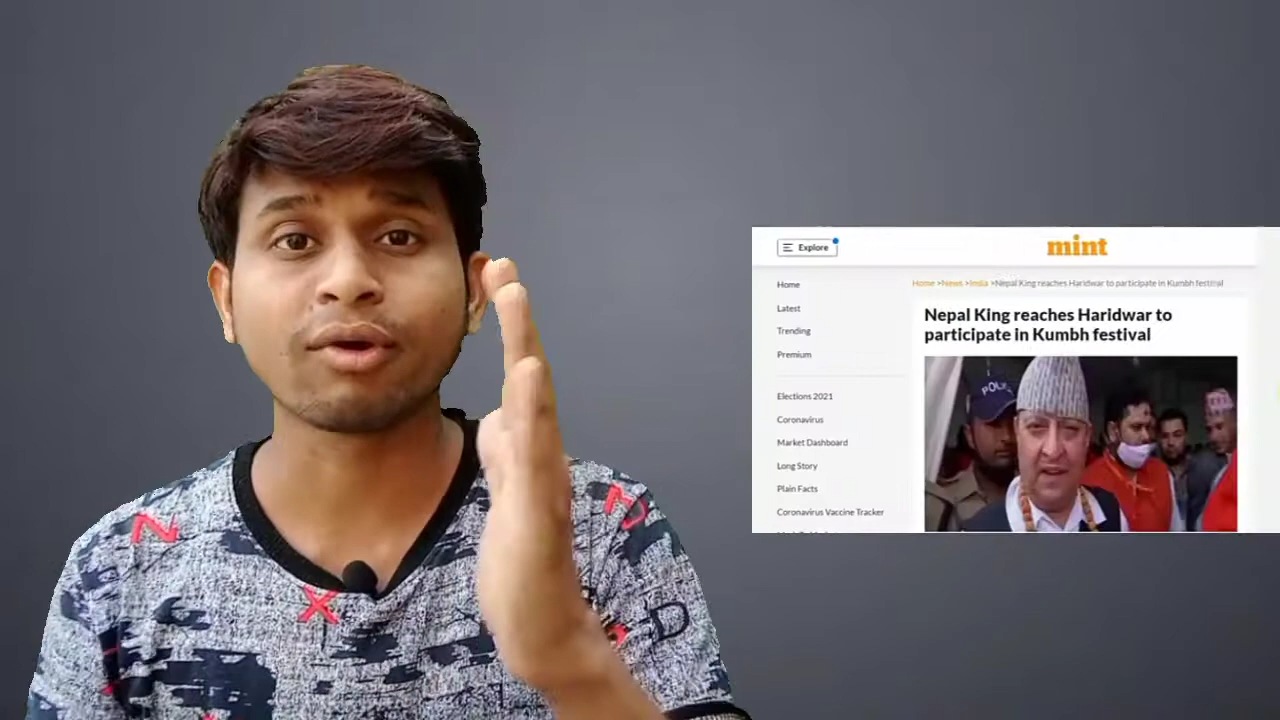 Explore
mint
Home
Latest
Trending
Premium
Elections 2021
Coronavirus
Market Dashboard
Long Story
Plain Facts
Coronavirus Vaccine Tracker
Home >News >India >Nepal King reaches Haridwar to participate in Kumbh festival
Nepal King reaches Haridwar to
participate in Kumbh festival
POLI
N
X
D